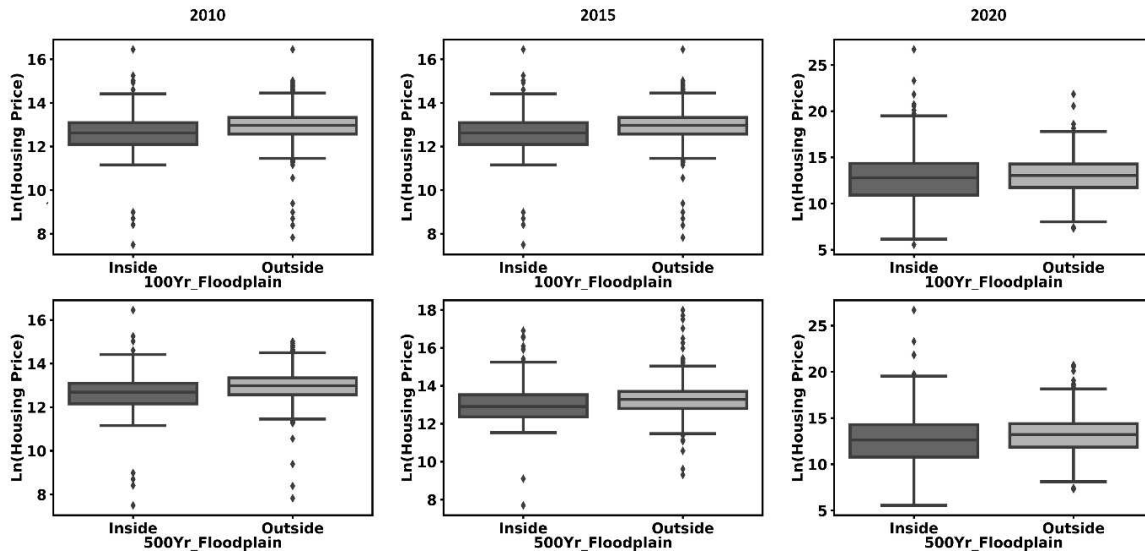 2010 2015 2020
Ln(Housing Price)
16
14
12
10
8
Inside Outside
100Yr_Floodplain
Ln(Housing Price)
16
14
12
10
8
Inside Outside
100Yr_Floodplain
Ln(Housing Price)
25
20
15
10
5
Inside Outside
100Yr_Floodplain
Ln(Housing Price)
16
14
12
10
8
Inside Outside
500Yr_Floodplain
Ln(Housing Price)
18
16
14
12
10
8
Inside Outside
500Yr_Floodplain
Ln(Housing Price)
25
20
15
10
5
Inside Outside
500Yr_Floodplain